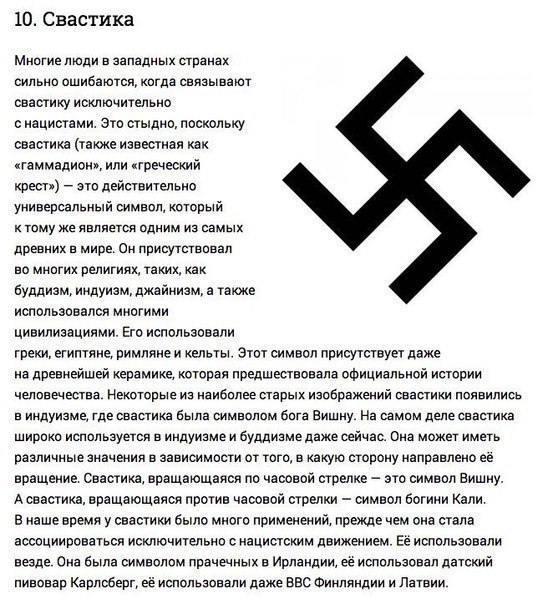 10. Свастика
Многие люди в западных странах
сильно ошибаются, когда связывают
свастику исключительно
с нацистами. Это стыдно, поскольку
свастика (также известная как
«гаммадион», или «греческий
крест») — это действительно
универсальный символ, который
к тому же является одним из самых
древних в мире. Он присутствовал
во многих религиях, таких, как
буддизм, индуизм, джайнизм, а также
использовался многими
цивилизациями. Его использовали
греки, египтяне, римляне и кельты. Этот символ присутствует даже
на древнейшей керамике, которая предшествовала официальной истории
человечества. Некоторые из наиболее старых изображений свастики появились
в индуизме, где свастика была символом бога Вишну. На самом деле свастика
широко используется в индуизме и буддизме даже сейчас. Она может иметь
различные значения в зависимости от того, в какую сторону направлено её
вращение. Свастика, вращающаяся по часовой стрелке — это символ Вишну.
А свастика, вращающаяся против часовой стрелки — символ богини Кали.
В наше время у свастики было много применений, прежде чем она стала
ассоциироваться исключительно с нацистским движением. Её использовали
везде. Она была символом прачечных в Ирландии, её использовал датский
пивовар Карлсберг, её использовали даже ВВС Финляндии и Латвии.